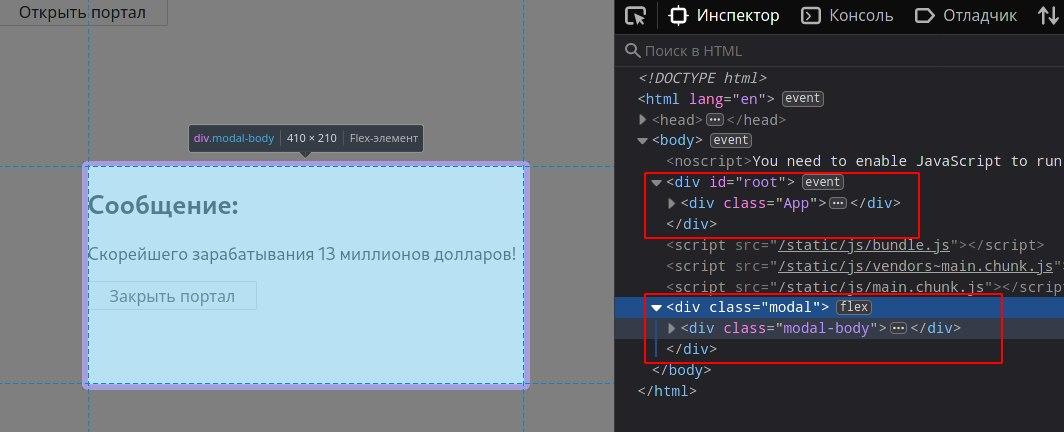 Открыть портал
div.modal-body 410 × 210 Flex-элемент
Сообщение:
Скорейшего зарабатывания 13 миллионов долларов!
Закрыть портал
Инспектор Консоль Отладчик
Поиск в HTML
<!DOCTYPE html>
<html lang="en"> event
<head> ••• </head>
<body> event
<noscript>You need to enable JavaScript to run
<div id="root"> event
<div class="App"> ••• </div>
</div>
<script src="/static/js/bundle.js"></script>
<script src="/static/js/vendors~main.chunk.js"
<script src="/static/js/main.chunk.js"></scrip
<div class="modal"> flex
<div class="modal-body"> ••• </div>
</div>
</body>
</html>